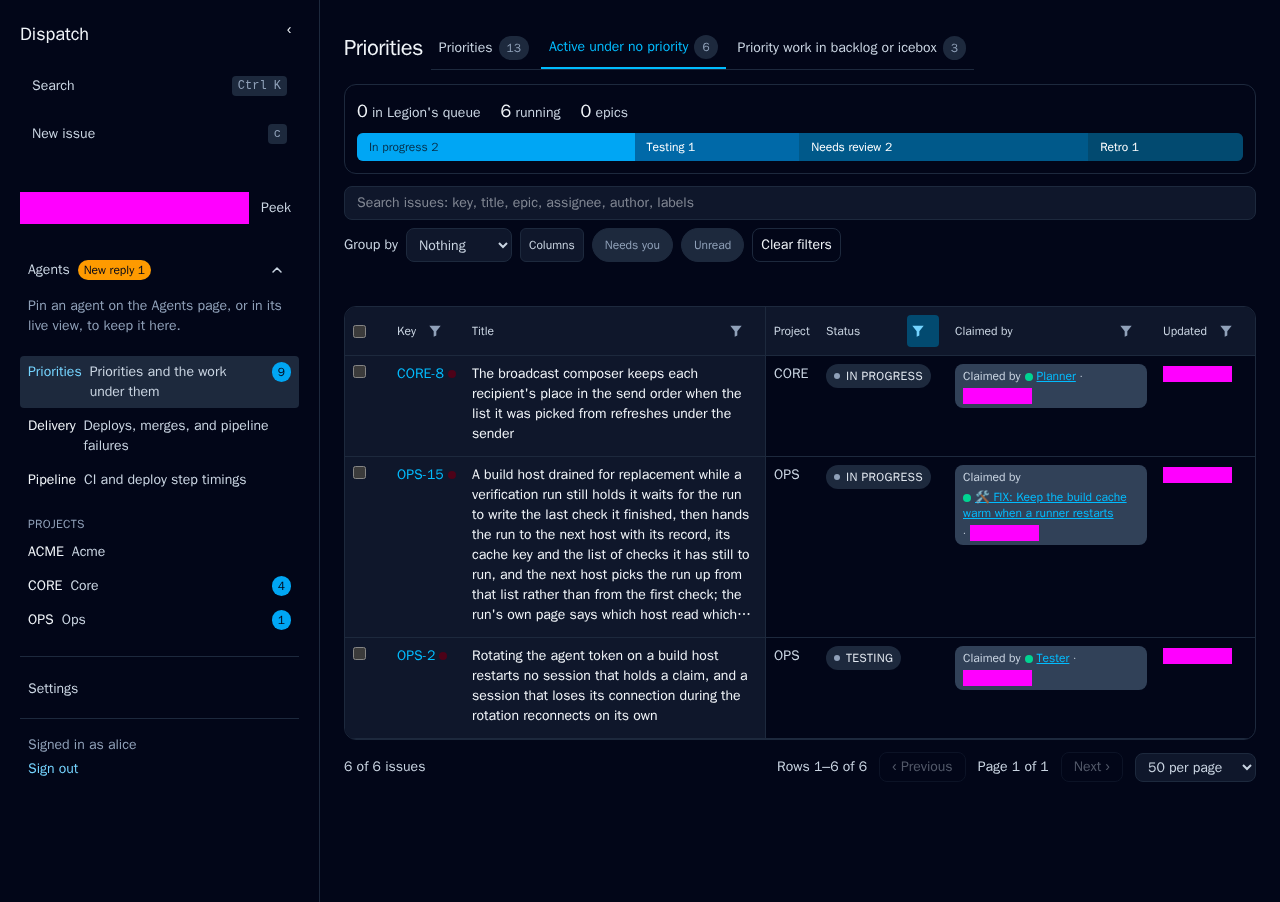 Dispatch
‹
Search
Ctrl K
New issue
C
Peek
Agents
New reply 1
Pin an agent on the Agents page, or in its
live view, to keep it here.
Priorities
Priorities and the work
under them
9
Delivery
Deploys, merges, and pipeline
failures
Pipeline
CI and deploy step timings
PROJECTS
ACME Acme
CORE Core
4
OPS Ops
1
Settings
Signed in as alice
Sign out
Priorities
Priorities 13
Active under no priority 6
Priority work in backlog or icebox 3
0 in Legion's queue
6 running
0 epics
In progress 2
Testing 1
Needs review 2
Retro 1
Search issues: key, title, epic, assignee, author, labels
Group by
Nothing
Columns
Needs you
Unread
Clear filters
Key
Title
Project
Status
Claimed by
Updated
CORE-8
The broadcast composer keeps each
recipient's place in the send order when the
list it was picked from refreshes under the
sender
CORE
IN PROGRESS
Claimed by Planner ·
OPS-15
A build host drained for replacement while a
verification run still holds it waits for the run
to write the last check it finished, then hands
the run to the next host with its record, its
cache key and the list of checks it has still to
run, and the next host picks the run up from
that list rather than from the first check; the
run's own page says which host read which…
OPS
IN PROGRESS
Claimed by
🛠️ FIX: Keep the build cache
warm when a runner restarts
·
OPS-2
Rotating the agent token on a build host
restarts no session that holds a claim, and a
session that loses its connection during the
rotation reconnects on its own
OPS
TESTING
Claimed by Tester ·
6 of 6 issues
Rows 1–6 of 6
‹ Previous
Page 1 of 1
Next ›
50 per page